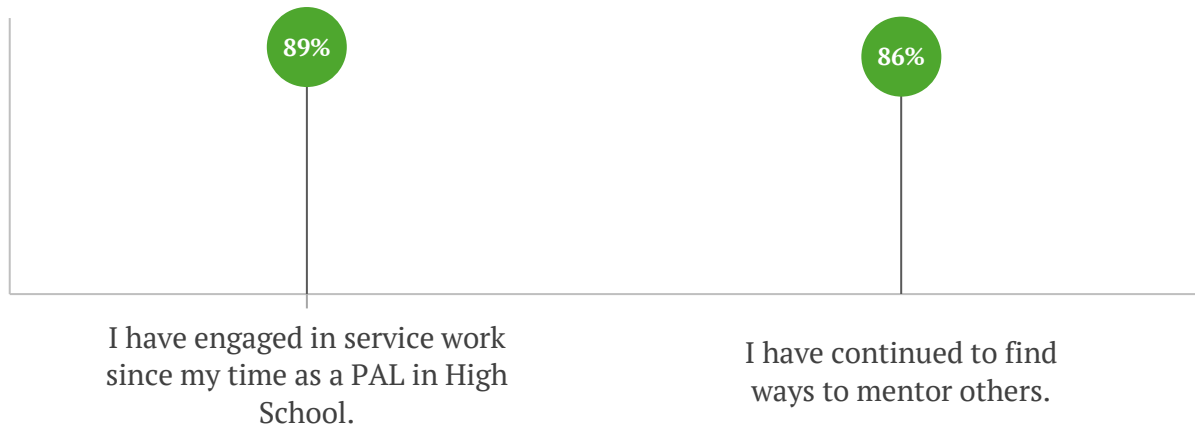 89%
86%
I have engaged in service work
since my time as a PAL in High
School.
I have continued to find
ways to mentor others.